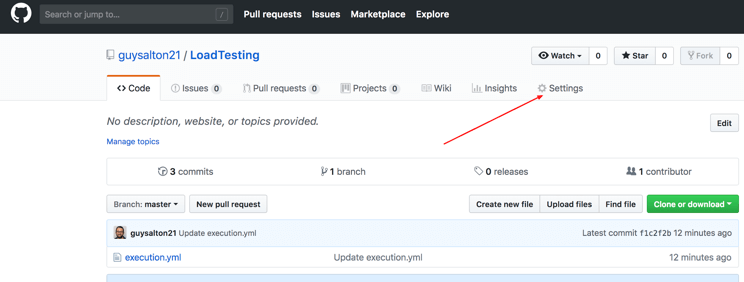 Search or jump to... / Pull requests Issues Marketplace Explore
guysalton21 / LoadTesting Watch 0 Star 0 Fork 0
Code Issues 0 Pull requests 0 Projects 0 Wiki Insights Settings
No description, website, or topics provided. Edit
Manage topics
3 commits 1 branch 0 releases 1 contributor
Branch: master New pull request Create new file Upload files Find file Clone or download
guysalton21 Update execution.yml Latest commit f1c2f2b 12 minutes ago
execution.yml Update execution.yml 12 minutes ago